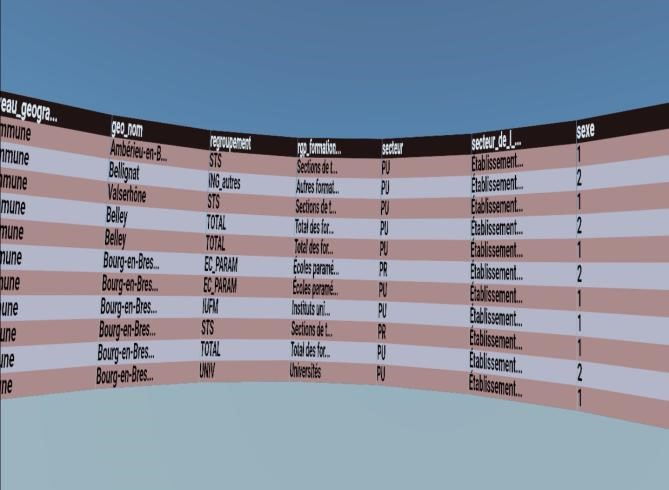 eau_geogra... geo_nom regroupement rgp_formation... secteur secteur_de_l_... sexe
mmune Ambérieu-en-B... STS Sections de t... PU Établissement... 1
mmune Bellignat ING_autres Autres format... PU Établissement... 2
mmune Valserhône STS Sections de t... PU Établissement... 1
mmune Belley TOTAL Total des for... PU Établissement... 2
mune Belley TOTAL Total des for... PU Établissement... 1
mune Bourg-en-Bres... EC_PARAM Écoles paramé... PR Établissement... 2
mune Bourg-en-Bres... EC_PARAM Écoles paramé... PU Établissement... 1
une Bourg-en-Bres... IUFM Instituts uni... PU Établissement... 1
une Bourg-en-Bres... STS Sections de t... PR Établissement... 1
une Bourg-en-Bres... TOTAL Total des for... PU Établissement... 2
ne Bourg-en-Bres... UNIV Universités PU Établissement... 1